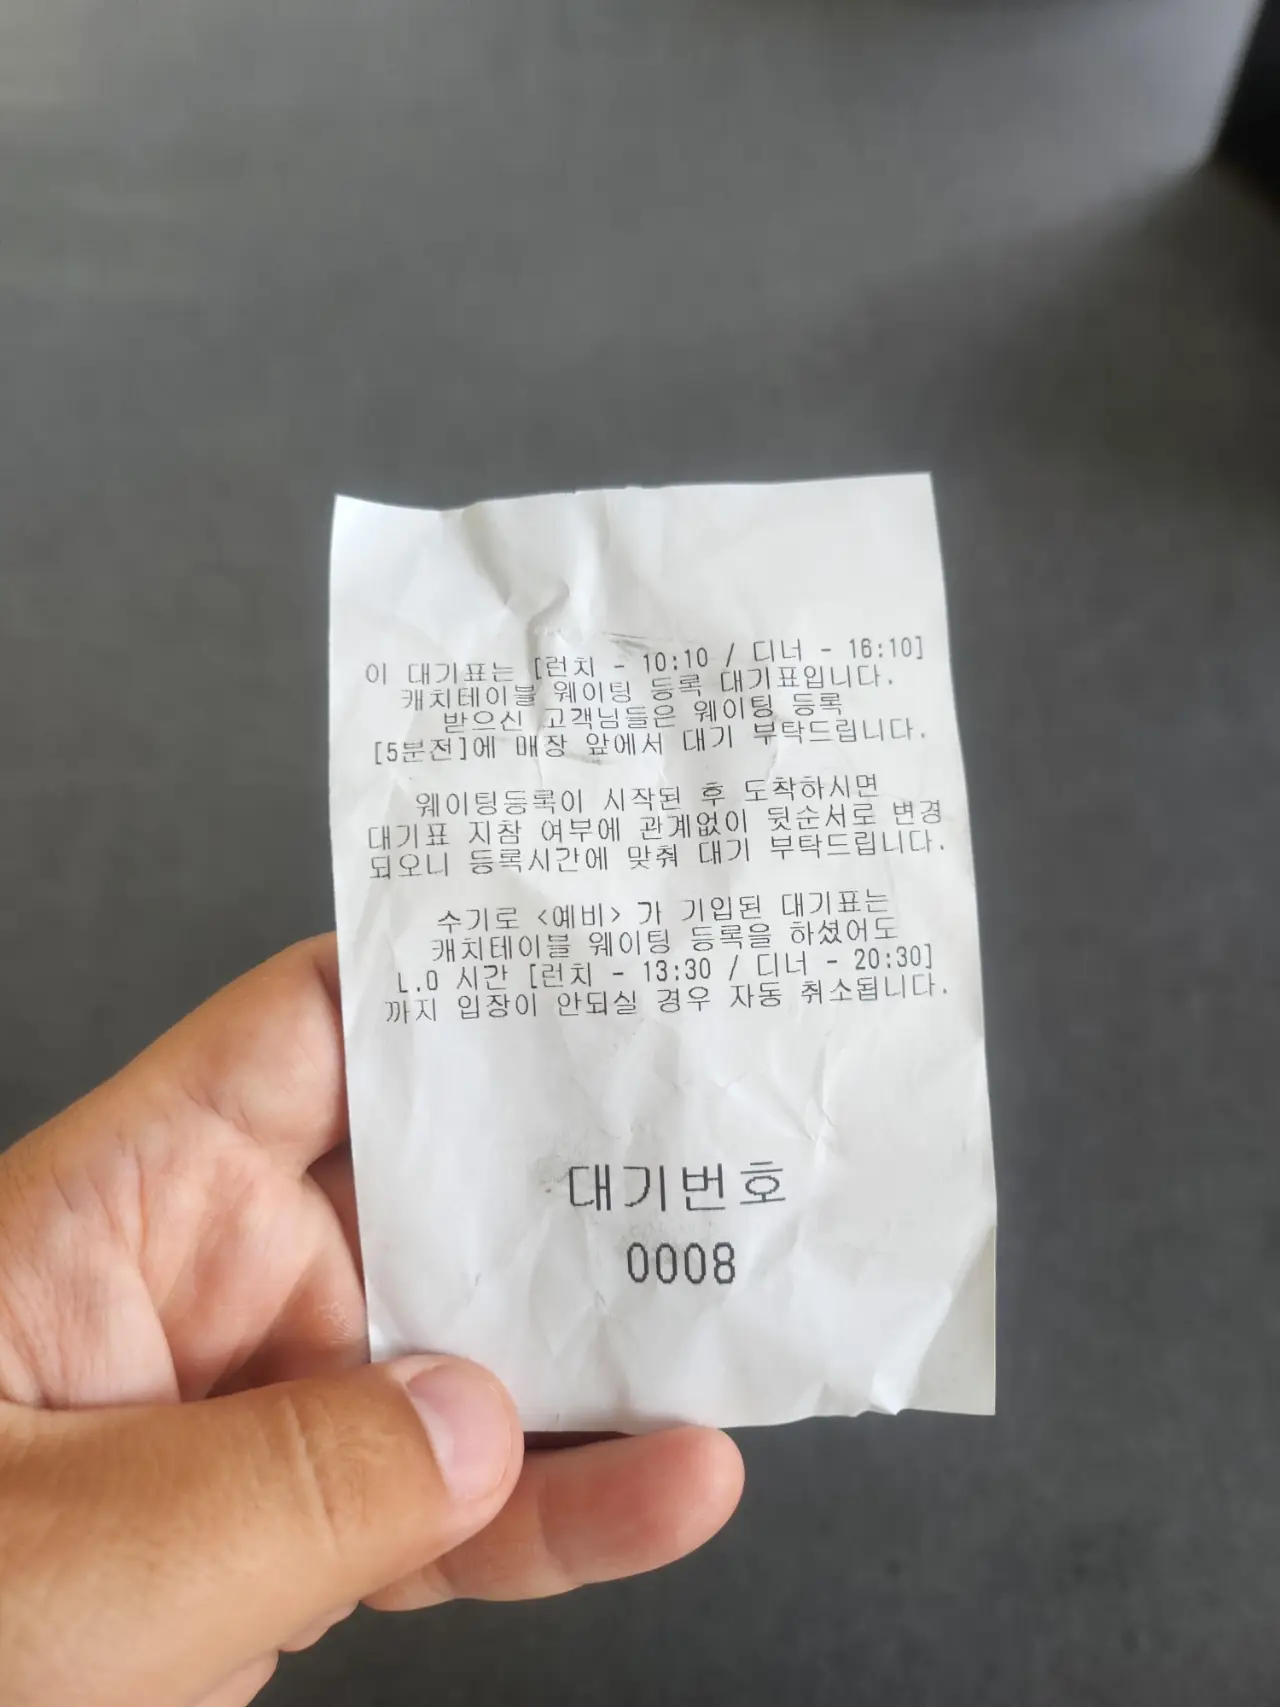 이 대기표는 [런치 - 10:10 / 디너 - 16:10]
캐치테이블 웨이팅 등록 대기표입니다.
받으신 고객님들은 웨이팅 등록
[5분전]에 매장 앞에서 대기 부탁드립니다.
웨이팅등록이 시작된 후 도착하시면
대기표 지참 여부에 관계없이 뒷순서로 변경
되오니 등록시간에 맞춰 대기 부탁드립니다.
수기로 <예비> 가 기입된 대기표는
캐치테이블 웨이팅 등록을 하셨어도
L.O 시간 [런치 - 13:30 / 디너 - 20:30]
까지 입장이 안되실 경우 자동 취소됩니다.
대기번호
0008